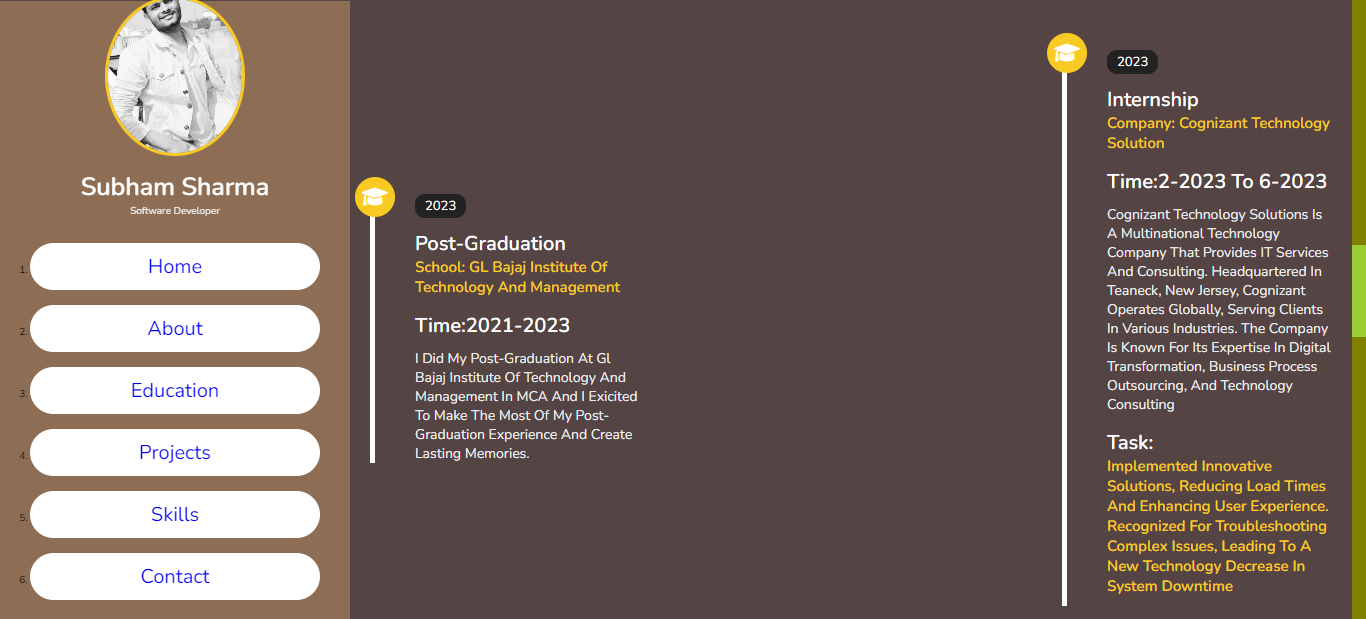 Subham Sharma
Software Developer
1. Home
2. About
3. Education
4. Projects
5. Skills
6. Contact
2023
Post-Graduation
School: GL Bajaj Institute Of
Technology And Management
Time:2021-2023
I Did My Post-Graduation At Gl
Bajaj Institute Of Technology And
Management In MCA And I Exicited
To Make The Most Of My Post-
Graduation Experience And Create
Lasting Memories.
2023
Internship
Company: Cognizant Technology
Solution
Time:2-2023 To 6-2023
Cognizant Technology Solutions Is
A Multinational Technology
Company That Provides IT Services
And Consulting. Headquartered In
Teaneck, New Jersey, Cognizant
Operates Globally, Serving Clients
In Various Industries. The Company
Is Known For Its Expertise In Digital
Transformation, Business Process
Outsourcing, And Technology
Consulting
Task:
Implemented Innovative
Solutions, Reducing Load Times
And Enhancing User Experience.
Recognized For Troubleshooting
Complex Issues, Leading To A
New Technology Decrease In
System Downtime